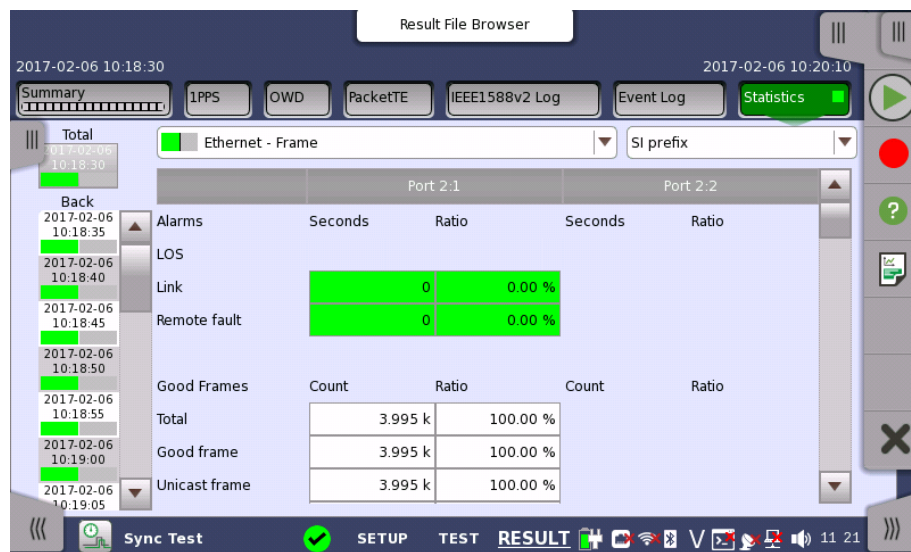 Result File Browser
2017-02-06 10:18:30
2017-02-06 10:20:10
Summary
1PPS
OWD
PacketTE
IEEE1588v2 Log
Event Log
Statistics
Total
2017-02-06
10:18:30
Ethernet - Frame
SI prefix
Port 2:1
Port 2:2
Back
2017-02-06
10:18:35
2017-02-06
10:18:40
2017-02-06
10:18:45
2017-02-06
10:18:50
2017-02-06
10:18:55
2017-02-06
10:19:00
2017-02-06
10:19:05
Alarms Seconds Ratio Seconds Ratio
LOS
Link 0 0.00 %
Remote fault 0 0.00 %
Good Frames Count Ratio Count Ratio
Total 3.995 k 100.00 %
Good frame 3.995 k 100.00 %
Unicast frame 3.995 k 100.00 %
Sync Test
SETUP
TEST
RESULT
V
11 21